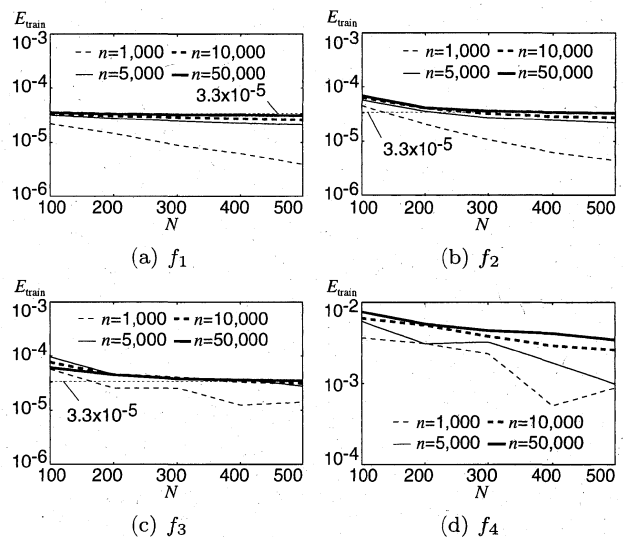 E_train
10^-3
n=1,000 n=10,000
n=5,000 n=50,000
10^-4
3.3x10^-5
10^-5
10^-6
100 200 300 400 500
N
(a) f_1
E_train
10^-3
n=1,000 n=10,000
n=5,000 n=50,000
10^-4
10^-5
3.3x10^-5
10^-6
100 200 300 400 500
N
(b) f_2
E_train
10^-3
n=1,000 n=10,000
n=5,000 n=50,000
10^-4
10^-5
3.3x10^-5
10^-6
100 200 300 400 500
N
(c) f_3
E_train
10^-2
10^-3
n=1,000 n=10,000
n=5,000 n=50,000
10^-4
100 200 300 400 500
N
(d) f_4